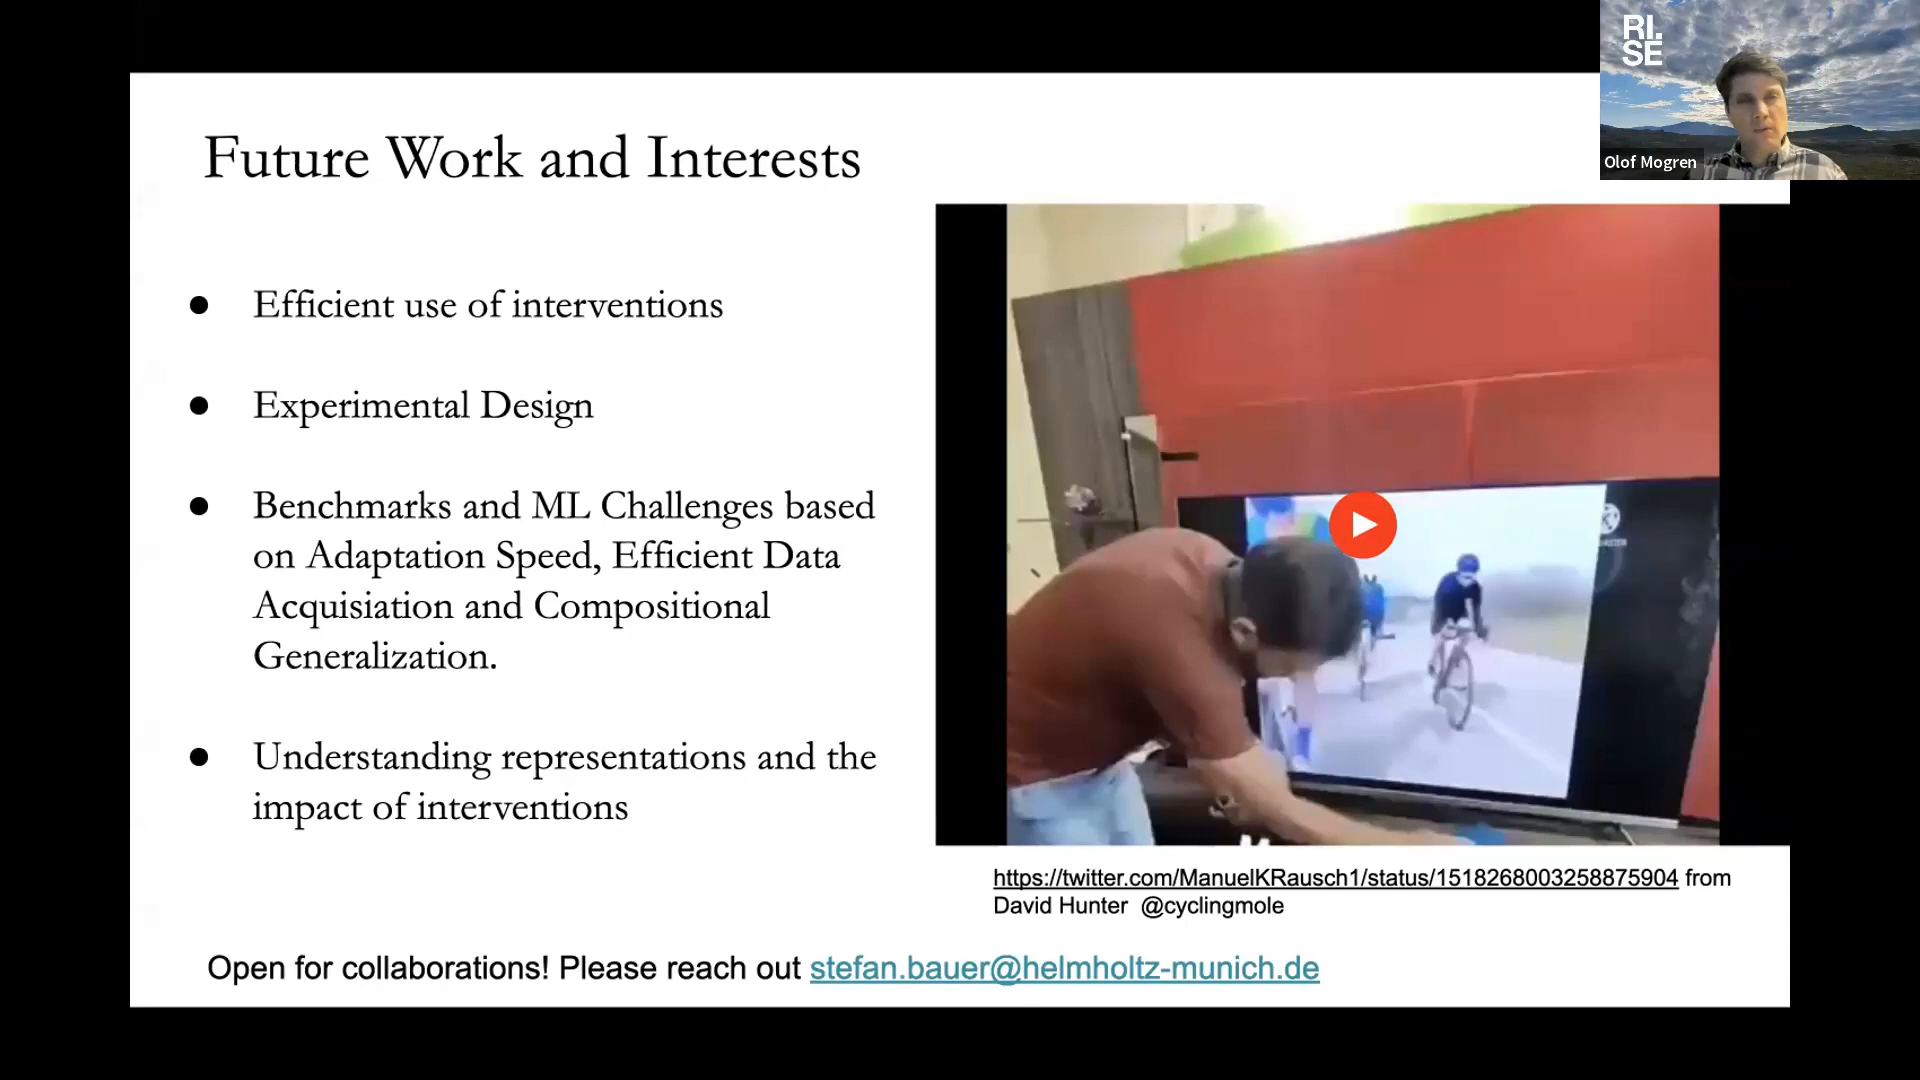 RI.
SE
Olof Mogren
Future Work and Interests
● Efficient use of interventions
● Experimental Design
● Benchmarks and ML Challenges based
on Adaptation Speed, Efficient Data
Acquisiation and Compositional
Generalization.
● Understanding representations and the
impact of interventions
https://twitter.com/ManuelKRausch1/status/1518268003258875904 from
David Hunter @cyclingmole
Open for collaborations! Please reach out stefan.bauer@helmholtz-munich.de